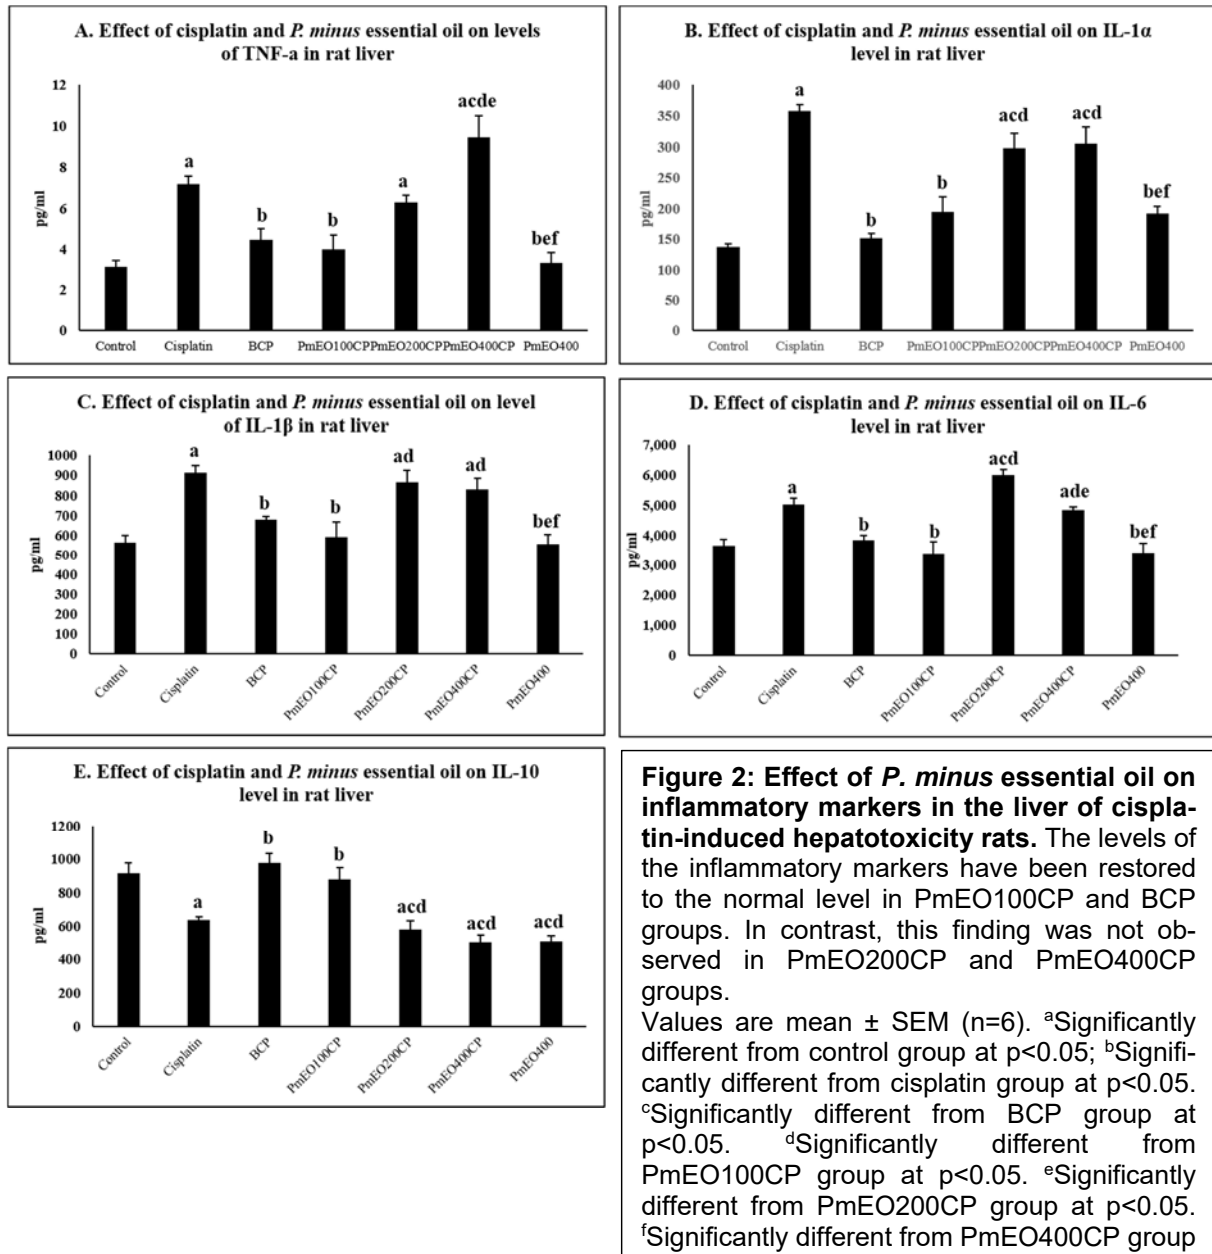 A. Effect of cisplatin and P. minus essential oil on levels
of TNF-a in rat liver
12
10
8
6
4
2
0
pg/ml
a
b
b
a
acde
bef
Control
Cisplatin
BCP
PmEO100CP
PmEO200CP
PmEO400CP
PmEO400
B. Effect of cisplatin and P. minus essential oil on IL-1α
level in rat liver
400
350
300
250
200
150
100
50
0
pg/ml
a
b
b
acd
acd
bef
Control
Cisplatin
BCP
PmEO100CP
PmEO200CP
PmEO400CP
PmEO400
C. Effect of cisplatin and P. minus essential oil on level
of IL-1β in rat liver
1000
900
800
700
600
500
400
300
200
100
0
pg/ml
a
b
b
ad
ad
bef
Control
Cisplatin
BCP
PmEO100CP
PmEO200CP
PmEO400CP
PmEO400
D. Effect of cisplatin and P. minus essential oil on IL-6
level in rat liver
7,000
6,000
5,000
4,000
3,000
2,000
1,000
0
pg/ml
a
b
b
acd
ade
bef
Control
Cisplatin
BCP
PmEO100CP
PmEO200CP
PmEO400CP
PmEO400
E. Effect of cisplatin and P. minus essential oil on IL-10
level in rat liver
1200
1000
800
600
400
200
0
pg/ml
a
b
b
acd
acd
acd
Control
Cisplatin
BCP
PmEO100CP
PmEO200CP
PmEO400CP
PmEO400
Figure 2: Effect of P. minus essential oil on
inflammatory markers in the liver of cispla-
tin-induced hepatotoxicity rats. The levels of
the inflammatory markers have been restored
to the normal level in PmEO100CP and BCP
groups. In contrast, this finding was not ob-
served in PmEO200CP and PmEO400CP
groups.
Values are mean ± SEM (n=6). ᵃSignificantly
different from control group at p<0.05; ᵇSignifi-
cantly different from cisplatin group at p<0.05.
ᶜSignificantly different from BCP group at
p<0.05. ᵈSignificantly different from
PmEO100CP group at p<0.05. ᵉSignificantly
different from PmEO200CP group at p<0.05.
ᶠSignificantly different from PmEO400CP group